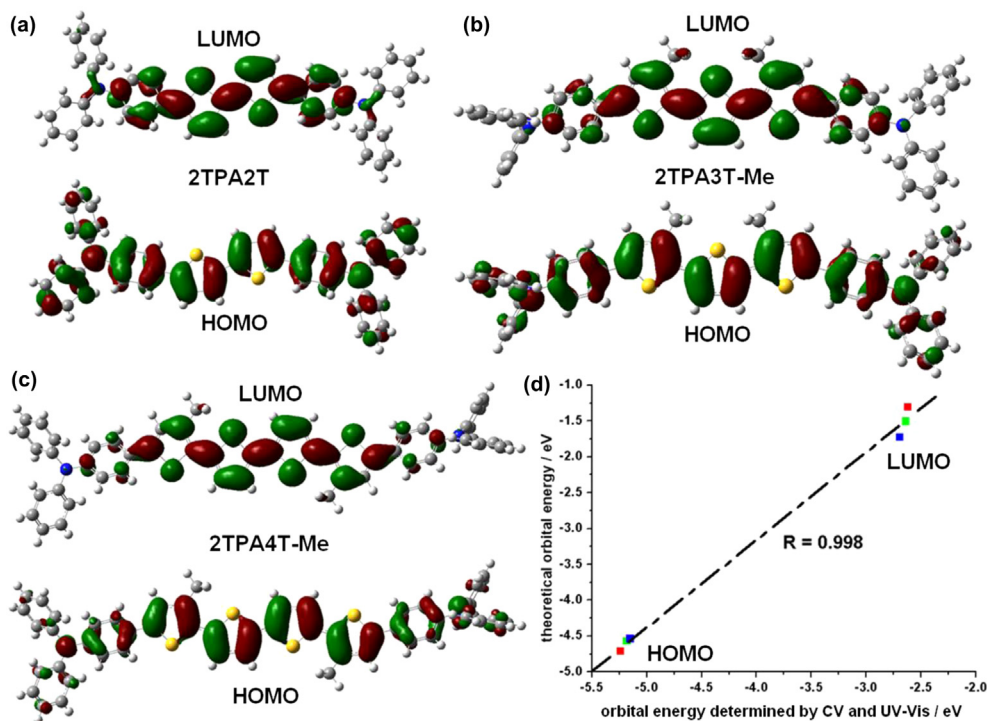 (a)
LUMO
2TPA2T
HOMO
(b)
LUMO
2TPA3T-Me
HOMO
(c)
LUMO
2TPA4T-Me
HOMO
(d)
theoretical orbital energy / eV
-1.0
-1.5
-2.0
-2.5
-3.0
-3.5
-4.0
-4.5
-5.0
LUMO
R = 0.998
HOMO
-5.5 -5.0 -4.5 -4.0 -3.5 -3.0 -2.5 -2.0
orbital energy determined by CV and UV-Vis / eV